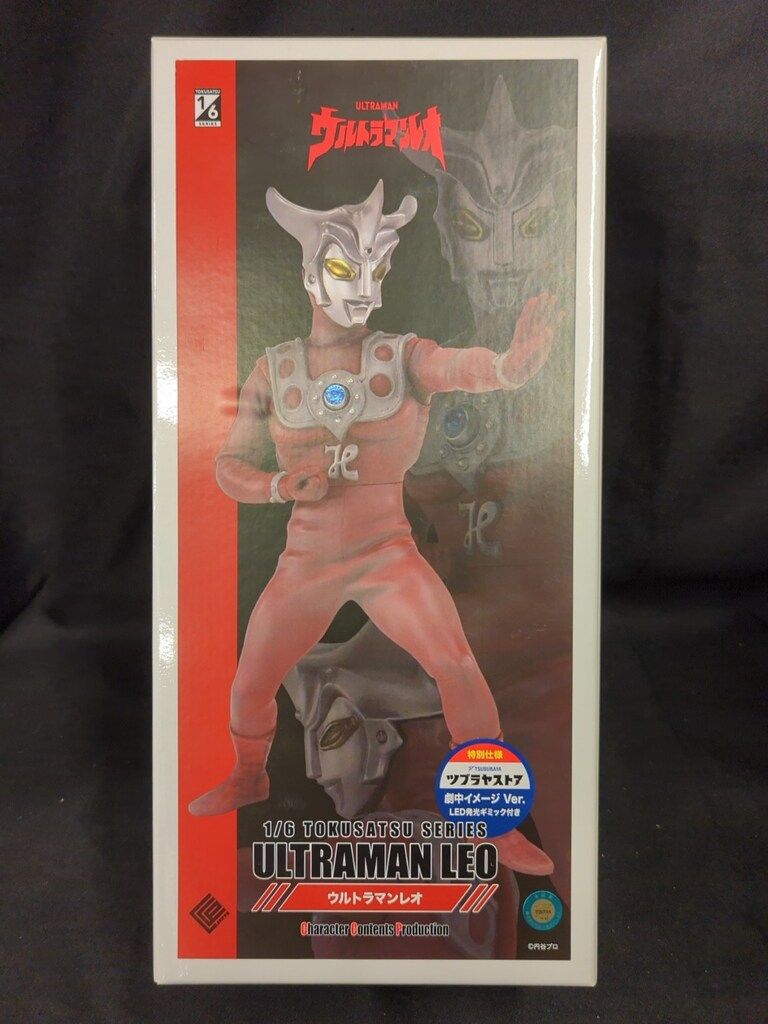 TOKUSATSU
1/6
SERIES
ULTRAMAN
ウルトラマンレオ
特別仕様
TSUBURAYA
ツブラヤストア
劇中イメージ Ver.
LED発光ギミック付き
1/6 TOKUSATSU SERIES
ULTRAMAN LEO
ウルトラマンレオ
Character Contents Production
©円谷プロ